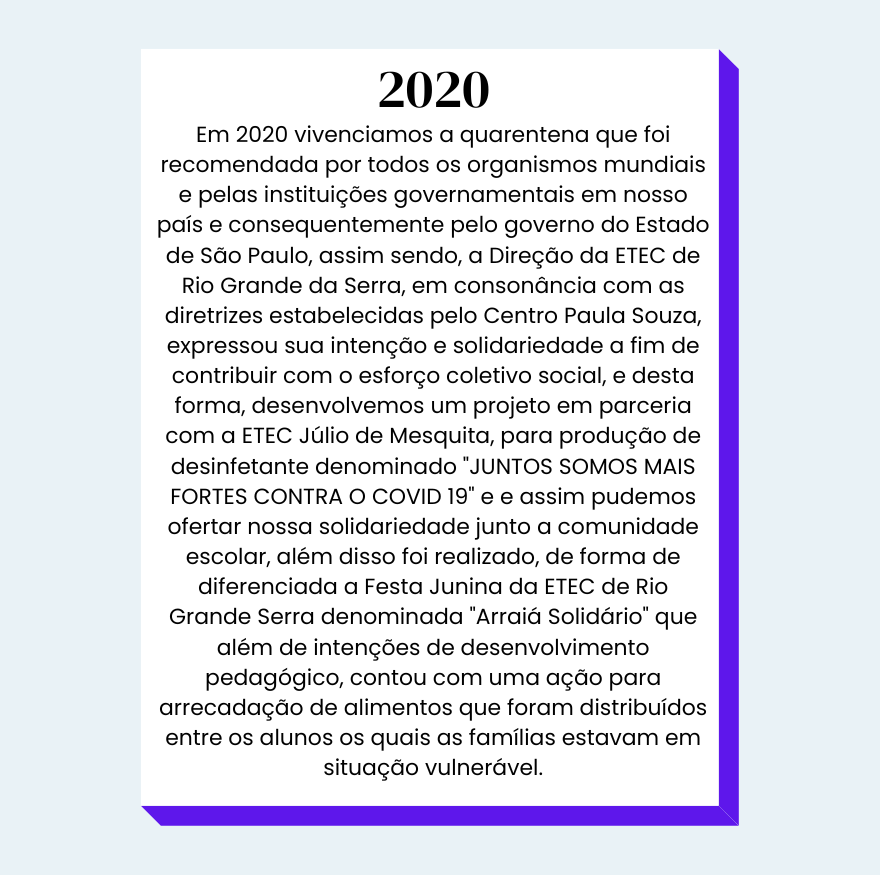 2020
Em 2020 vivenciamos a quarentena que foi
recomendada por todos os organismos mundiais
e pelas instituições governamentais em nosso
país e consequentemente pelo governo do Estado
de São Paulo, assim sendo, a Direção da ETEC de
Rio Grande da Serra, em consonância com as
diretrizes estabelecidas pelo Centro Paula Souza,
expressou sua intenção e solidariedade a fim de
contribuir com o esforço coletivo social, e desta
forma, desenvolvemos um projeto em parceria
com a ETEC Júlio de Mesquita, para produção de
desinfetante denominado "JUNTOS SOMOS MAIS
FORTES CONTRA O COVID 19" e e assim pudemos
ofertar nossa solidariedade junto a comunidade
escolar, além disso foi realizado, de forma de
diferenciada a Festa Junina da ETEC de Rio
Grande Serra denominada "Arraiá Solidário" que
além de intenções de desenvolvimento
pedagógico, contou com uma ação para
arrecadação de alimentos que foram distribuídos
entre os alunos os quais as famílias estavam em
situação vulnerável.